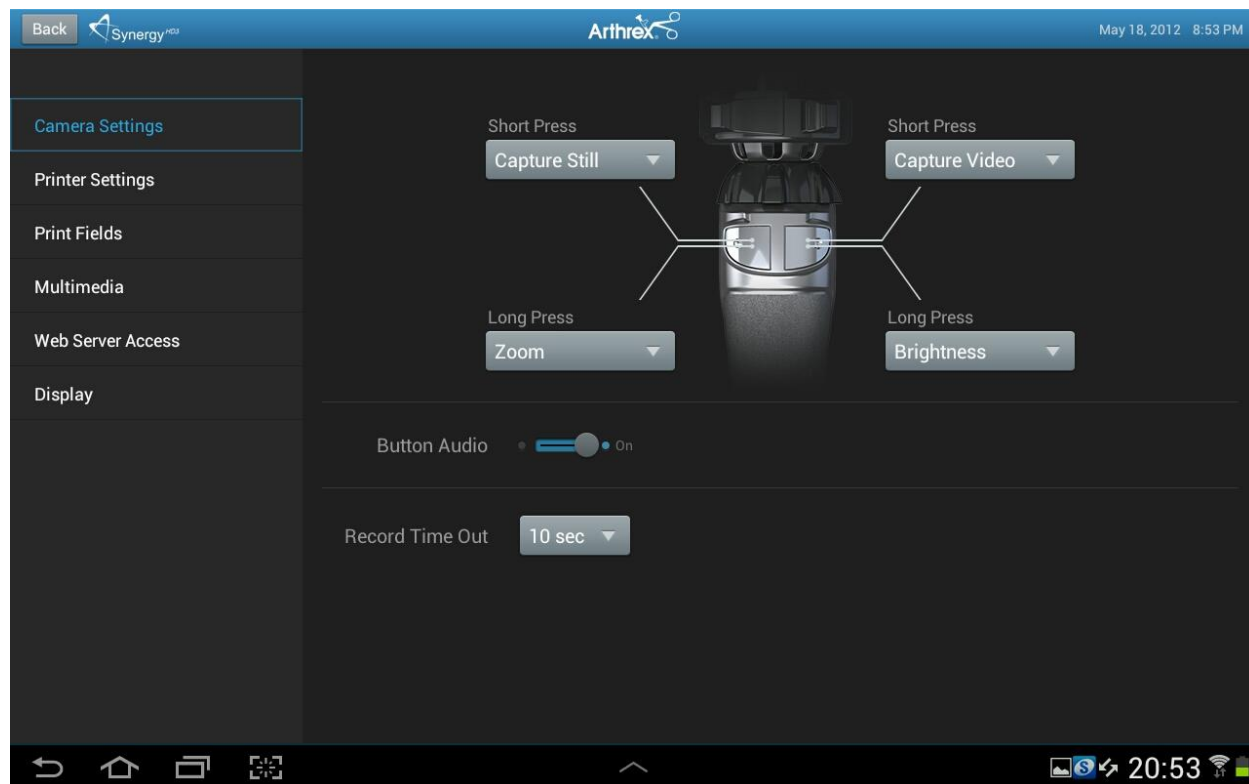 Back
Synergy HD3
Arthrex
May 18, 2012 8:53 PM
Camera Settings
Printer Settings
Print Fields
Multimedia
Web Server Access
Display
Short Press
Capture Still
Short Press
Capture Video
Long Press
Zoom
Long Press
Brightness
Button Audio
On
Record Time Out
10 sec
20:53